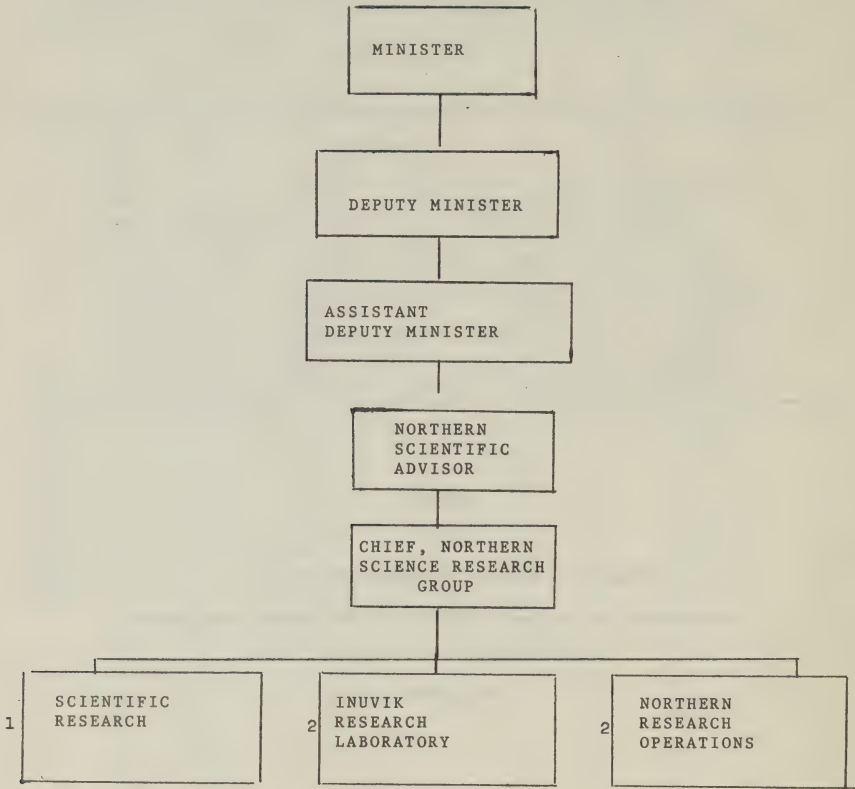 MINISTER
DEPUTY MINISTER
ASSISTANT
DEPUTY MINISTER
NORTHERN
SCIENTIFIC
ADVISOR
CHIEF, NORTHERN
SCIENCE RESEARCH
GROUP
1
SCIENTIFIC
RESEARCH
2
INUVIK
RESEARCH
LABORATORY
2
NORTHERN
RESEARCH
OPERATIONS